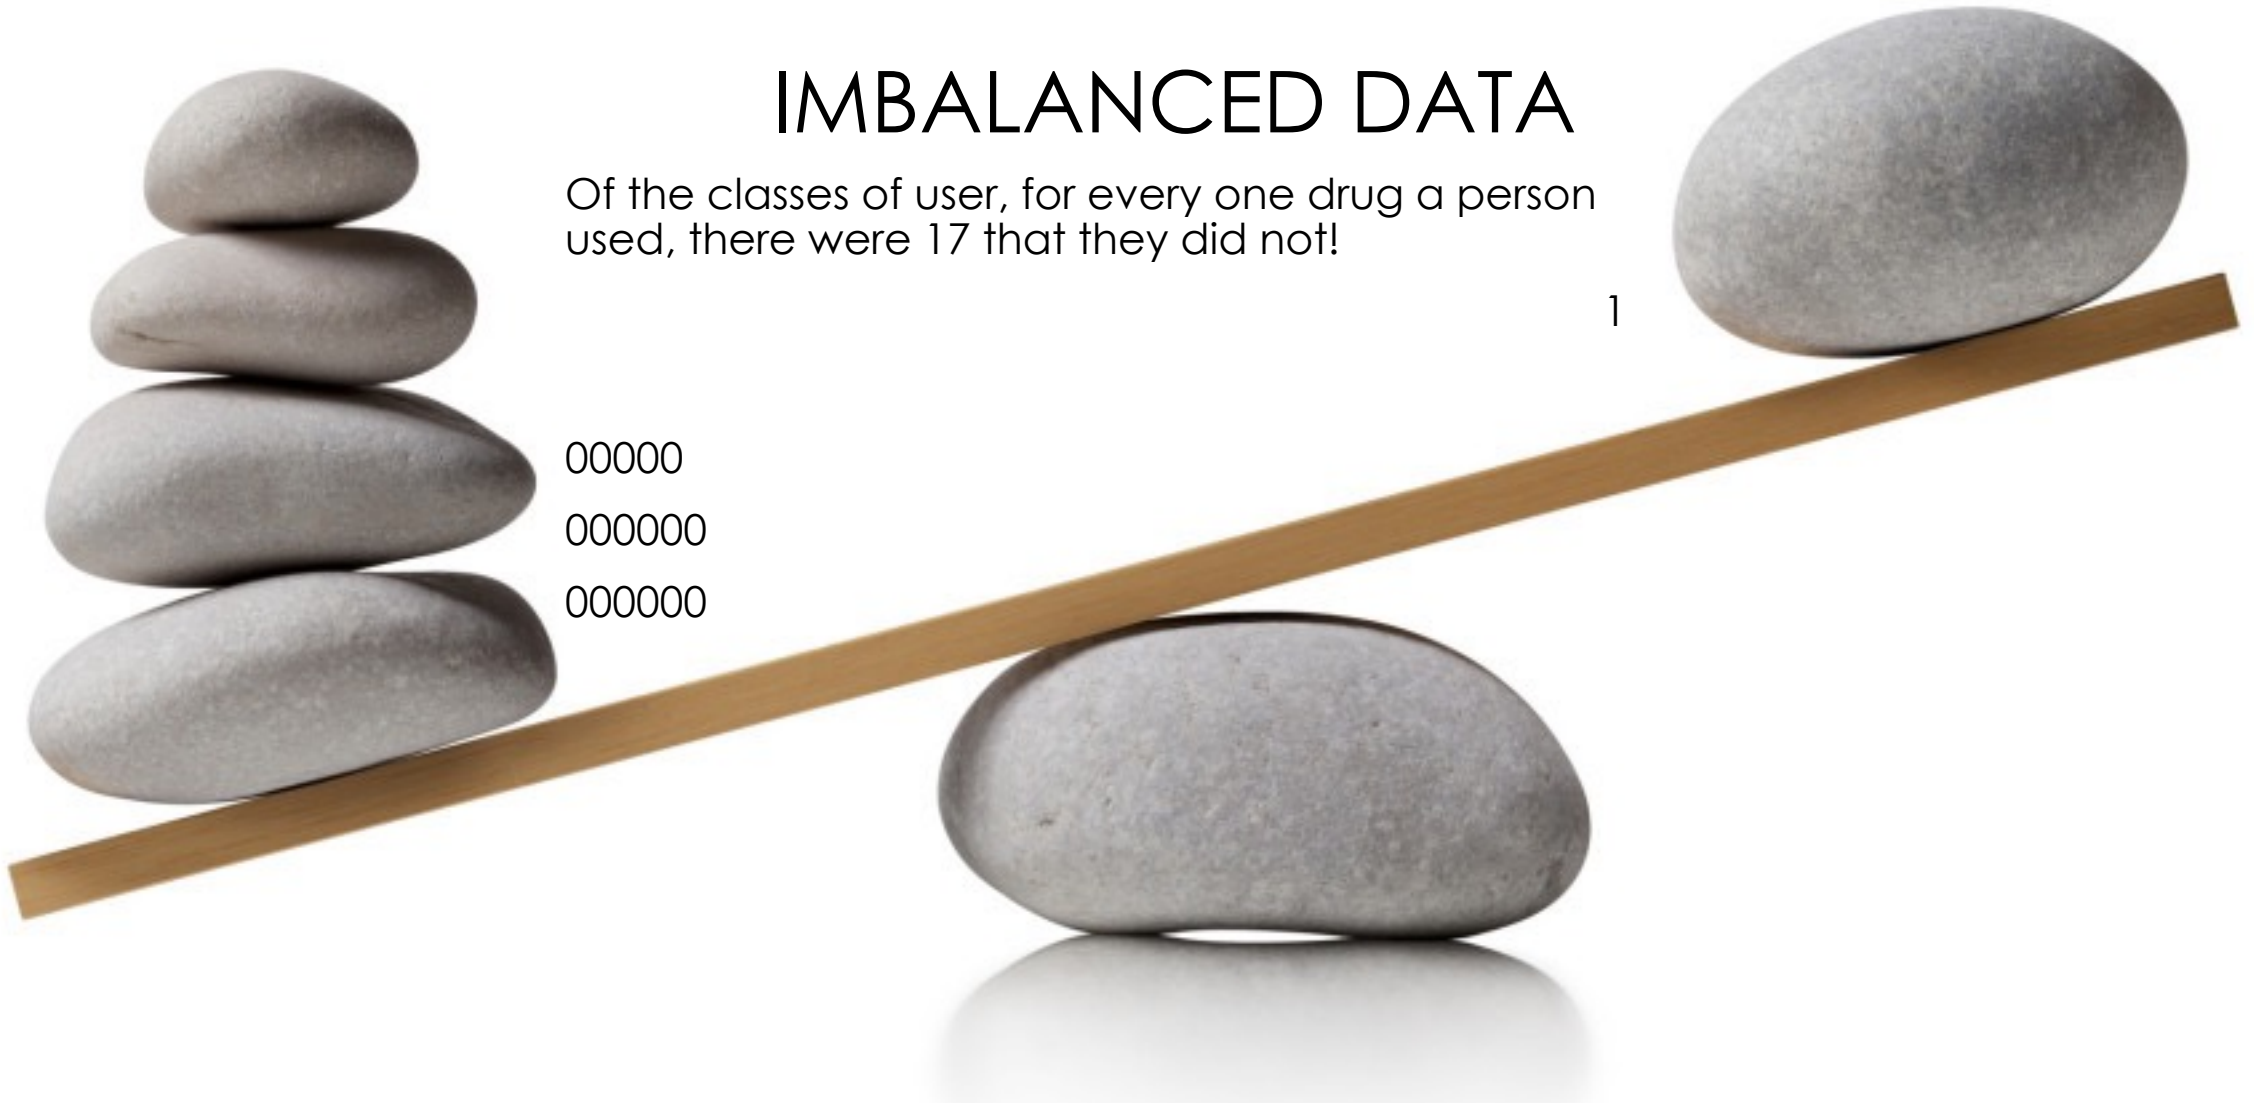 IMBALANCED DATA
Of the classes of user, for every one drug a person
used, there were 17 that they did not!
1
00000
000000
000000